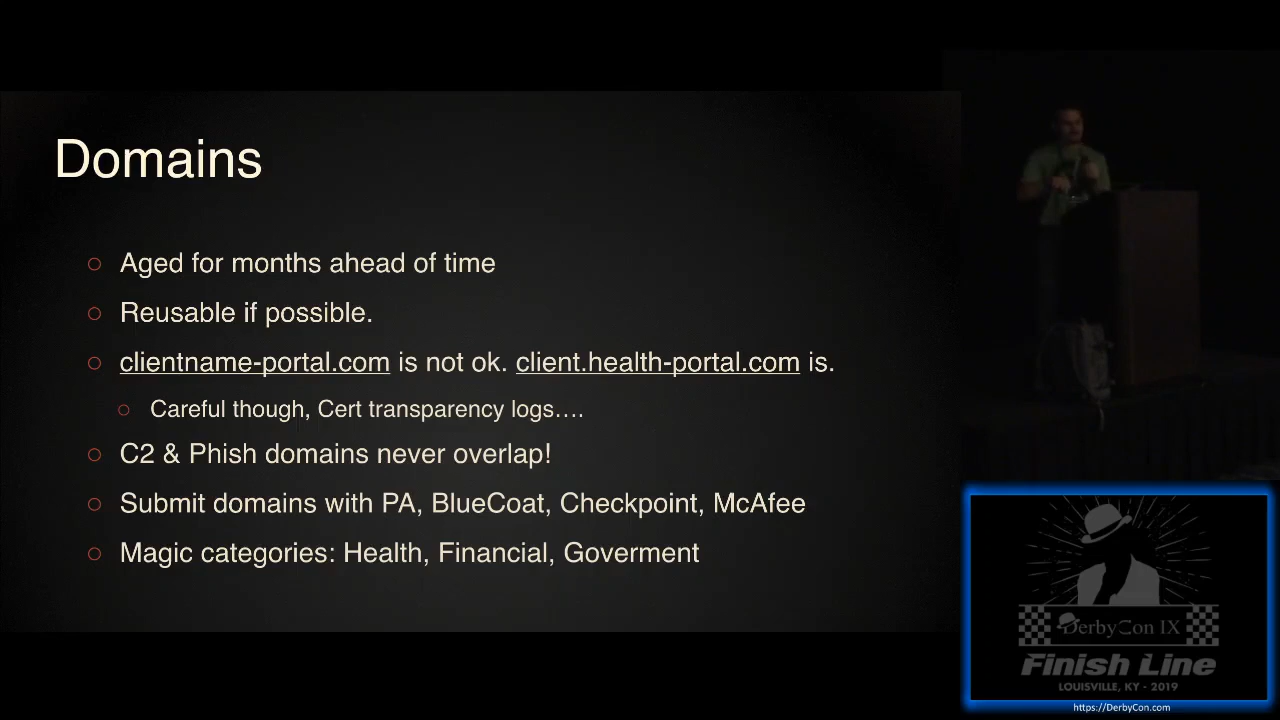 Domains
Aged for months ahead of time
Reusable if possible.
clientname-portal.com is not ok. client.health-portal.com is.
Careful though, Cert transparency logs….
C2 & Phish domains never overlap!
Submit domains with PA, BlueCoat, Checkpoint, McAfee
Magic categories: Health, Financial, Goverment
DerbyCon IX
Finish Line
LOUISVILLE, KY - 2019
https://DerbyCon.com